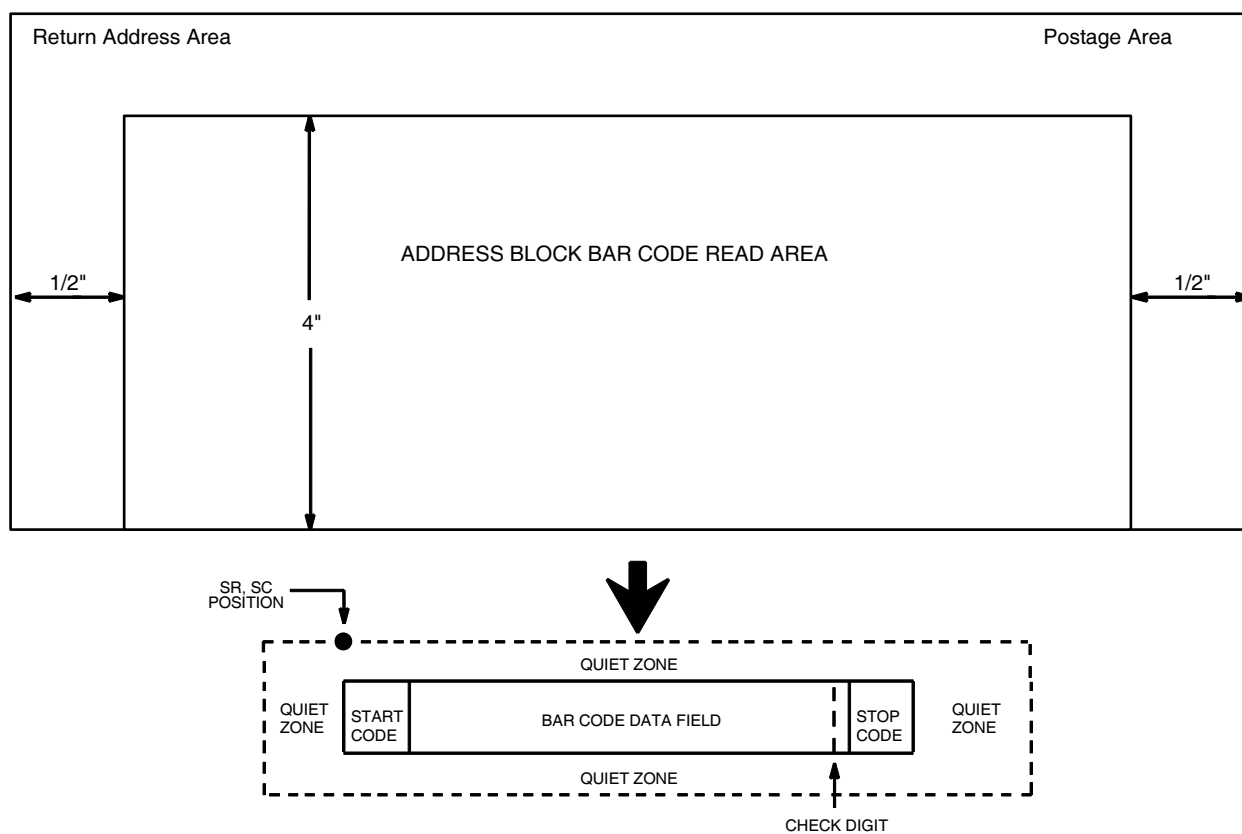 Return Address Area
Postage Area
ADDRESS BLOCK BAR CODE READ AREA
1/2"
1/2"
4"
SR, SC
POSITION
QUIET ZONE
QUIET
ZONE
START
CODE
BAR CODE DATA FIELD
STOP
CODE
QUIET
ZONE
QUIET ZONE
CHECK DIGIT